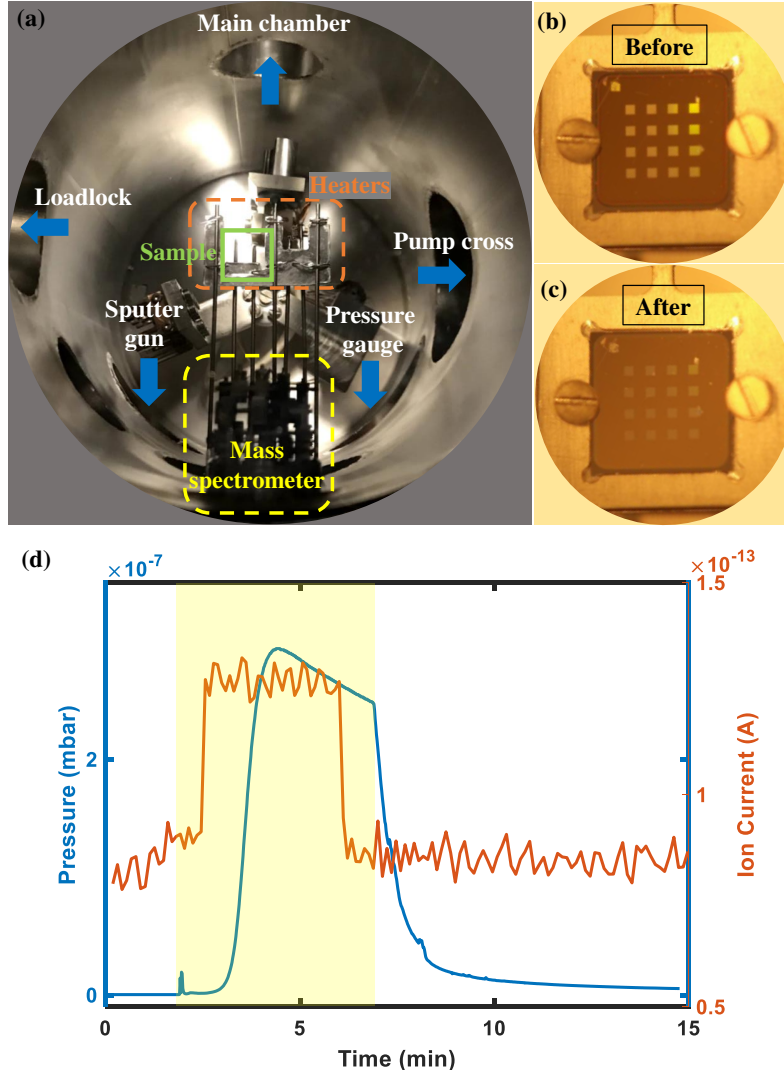 (a)
Main chamber
Loadlock
Heaters
Sample
Pump cross
Sputter
gun
Pressure
gauge
Mass
spectrometer
(b)
Before
(c)
After
(d)
×10⁻⁷
×10⁻¹³
Pressure (mbar)
2
0
1.5
1
0.5
Ion Current (A)
0
5
10
15
Time (min)